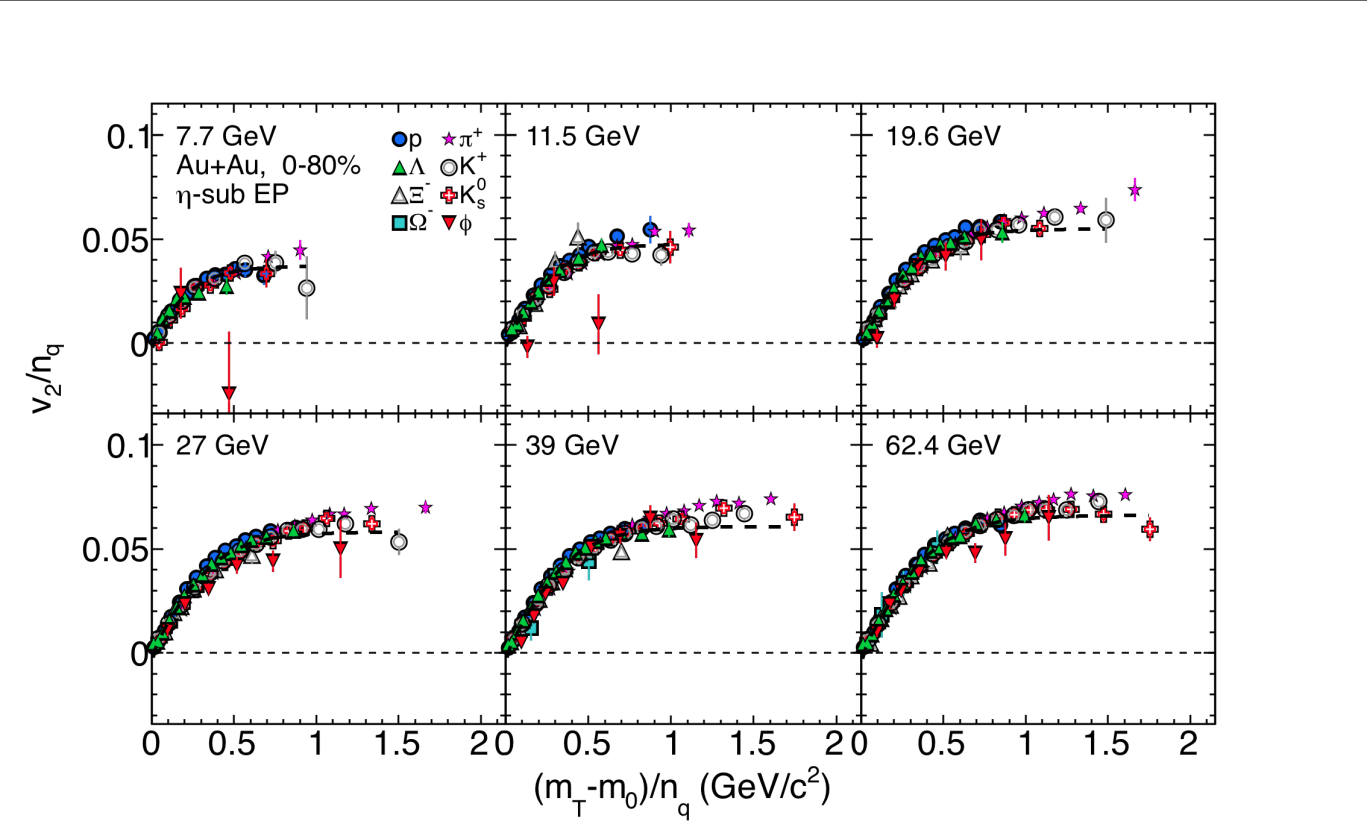 7.7 GeV
Au+Au, 0-80%
η-sub EP
p π⁺
Λ K⁺
Ξ⁻ K⁰ₛ
Ω⁻ ϕ
11.5 GeV
19.6 GeV
0.1
0.05
0
27 GeV
39 GeV
62.4 GeV
0.1
0.05
0
v₂/n_q
0 0.5 1 1.5 2 0 0.5 1 1.5 2 0 0.5 1 1.5 2
(m_T-m₀)/n_q (GeV/c²)